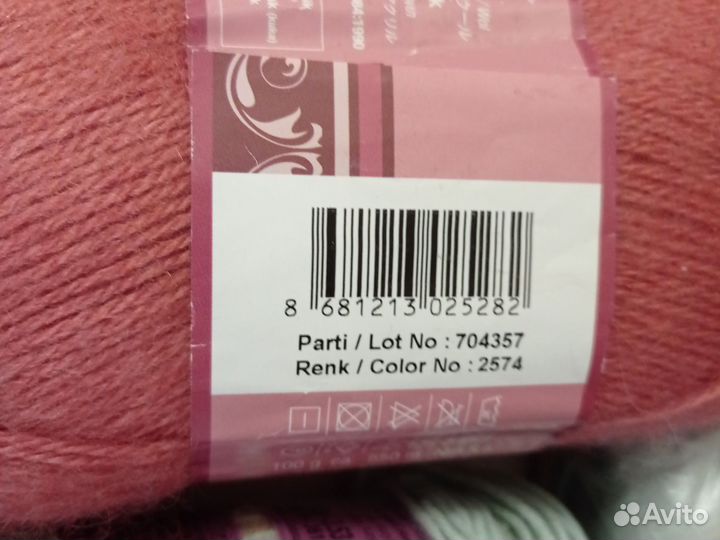 8 681213 025282
Parti / Lot No : 704357
Renk / Color No : 2574
Avito